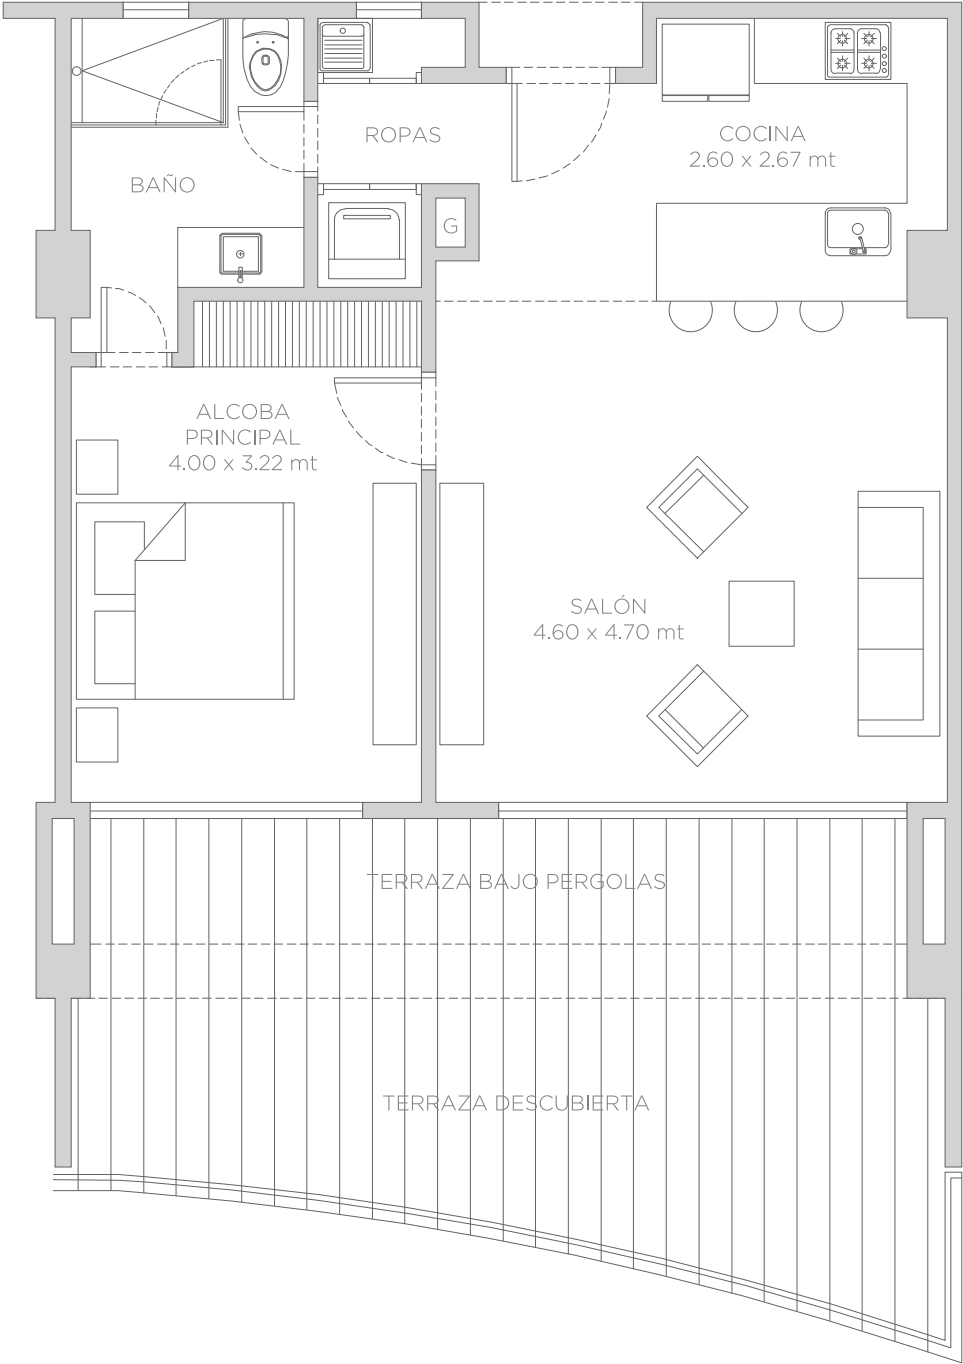 ROPAS
COCINA
2.60 x 2.67 mt
BAÑO
G
ALCOBA
PRINCIPAL
4.00 x 3.22 mt
SALÓN
4.60 x 4.70 mt
TERRAZA BAJO PERGOLAS
TERRAZA DESCUBIERTA